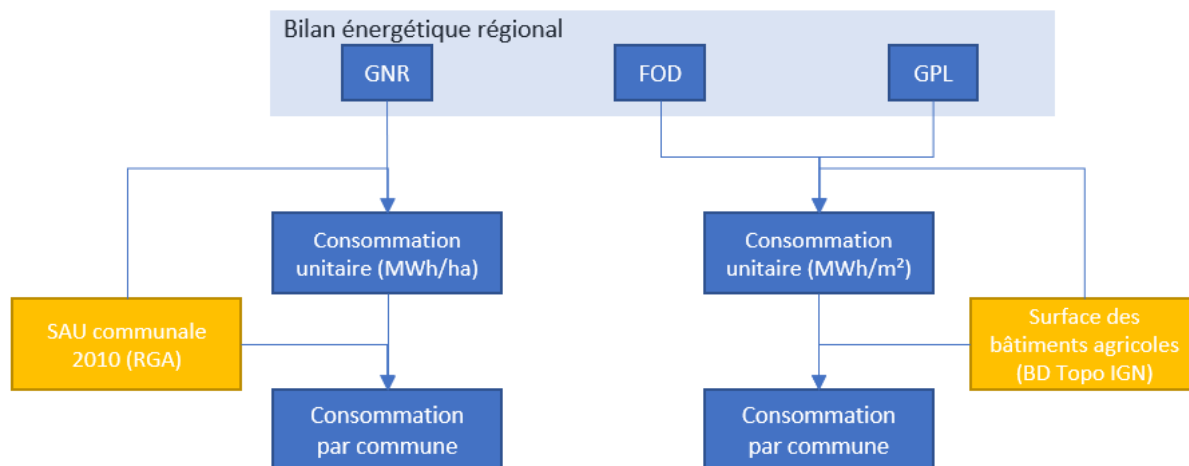 Bilan énergétique régional
GNR
FOD
GPL
Consommation
unitaire (MWh/ha)
Consommation
unitaire (MWh/m²)
SAU communale
2010 (RGA)
Surface des
bâtiments agricoles
(BD Topo IGN)
Consommation
par commune
Consommation
par commune